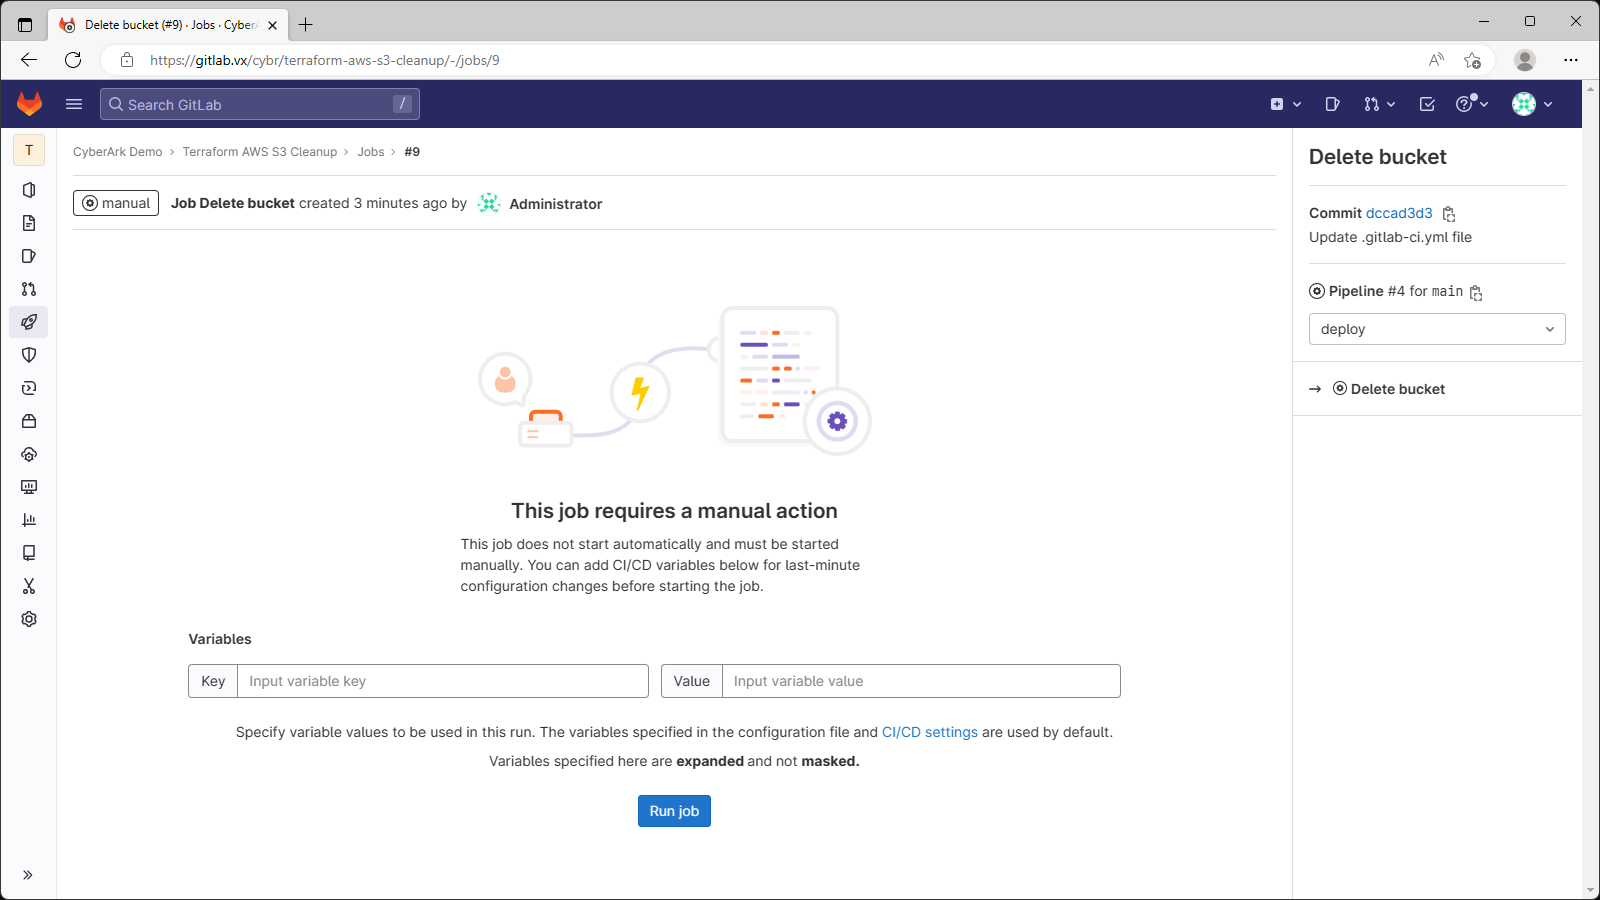 Delete bucket (#9) · Jobs · Cyber
https://gitlab.vx/cybr/terraform-aws-s3-cleanup/-/jobs/9
Search GitLab /
T
CyberArk Demo › Terraform AWS S3 Cleanup › Jobs › #9
manual Job Delete bucket created 3 minutes ago by Administrator
This job requires a manual action
This job does not start automatically and must be started
manually. You can add CI/CD variables below for last-minute
configuration changes before starting the job.
Variables
Key Input variable key Value Input variable value
Specify variable values to be used in this run. The variables specified in the configuration file and CI/CD settings are used by default.
Variables specified here are expanded and not masked.
Run job
Delete bucket
Commit dccad3d3
Update .gitlab-ci.yml file
Pipeline #4 for main
deploy
→ Delete bucket